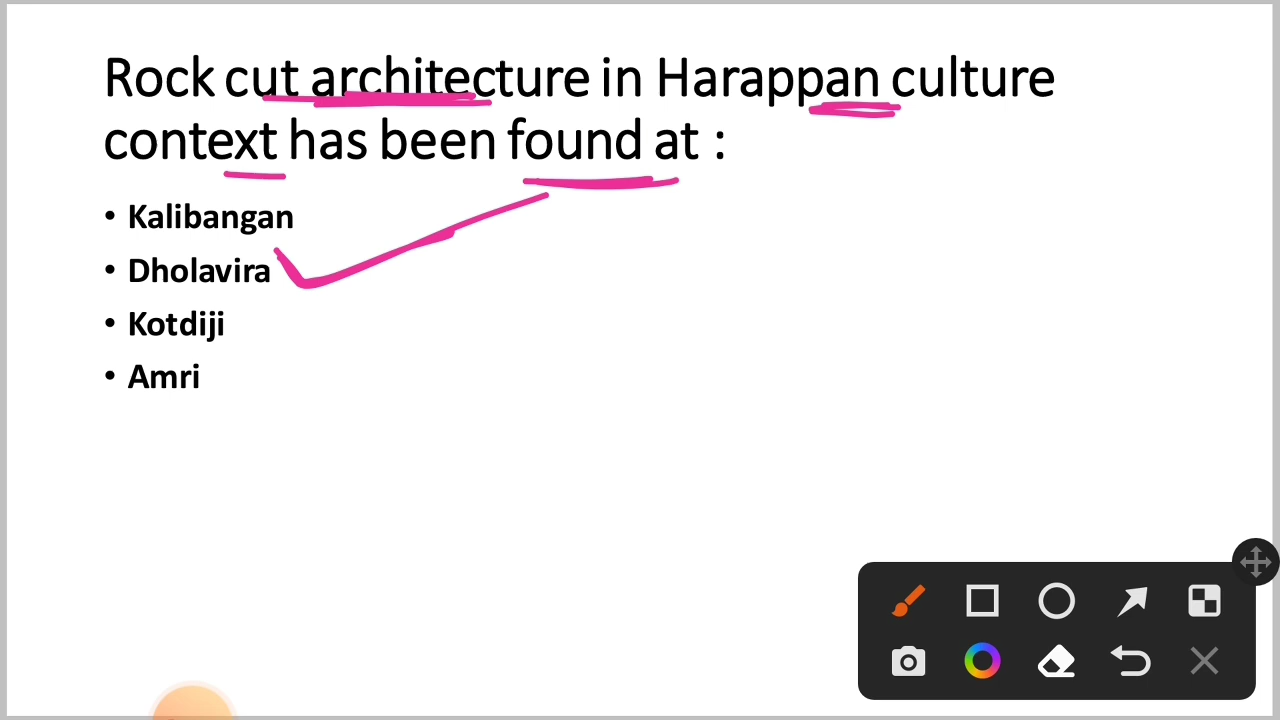 Rock cut architecture in Harappan culture
context has been found at :
• Kalibangan
• Dholavira
• Kotdiji
• Amri